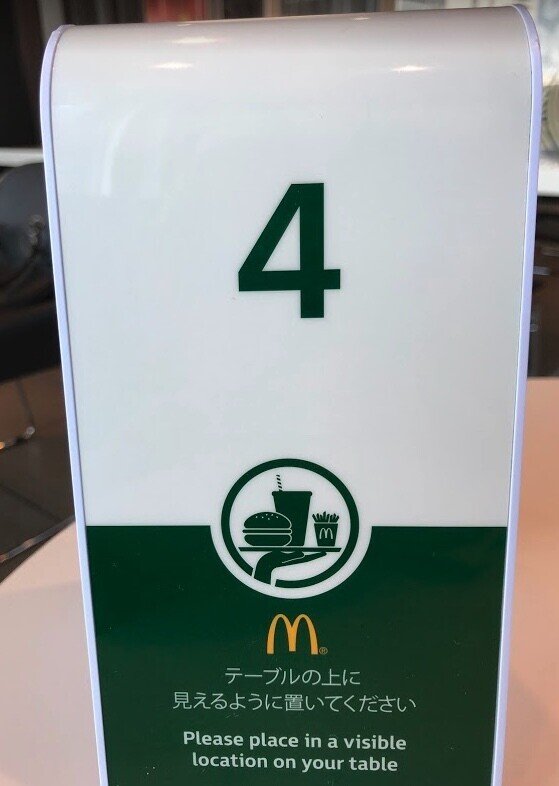 4
テーブルの上に
見えるように置いてください
Please place in a visible
location on your table